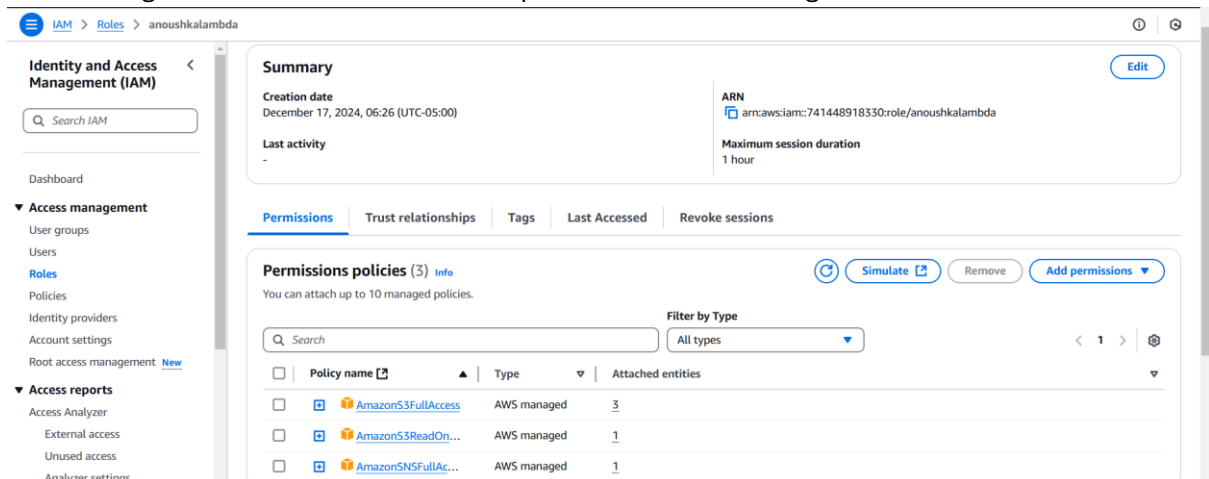 IAM > Roles > anoushkalambda
Identity and Access Management (IAM)
Search IAM
Dashboard
Access management
User groups
Users
Roles
Policies
Identity providers
Account settings
Root access management New
Access reports
Access Analyzer
External access
Unused access
Analyzer settings
Summary
Edit
Creation date
December 17, 2024, 06:26 (UTC-05:00)
ARN
arn:aws:iam::741448918330:role/anoushkalambda
Last activity
-
Maximum session duration
1 hour
Permissions Trust relationships Tags Last Accessed Revoke sessions
Permissions policies (3) Info
Simulate Remove Add permissions
You can attach up to 10 managed policies.
Filter by Type
Search All types 1
Policy name Type Attached entities
AmazonS3FullAccess AWS managed 3
AmazonS3ReadOn... AWS managed 1
AmazonSNSFullAc... AWS managed 1